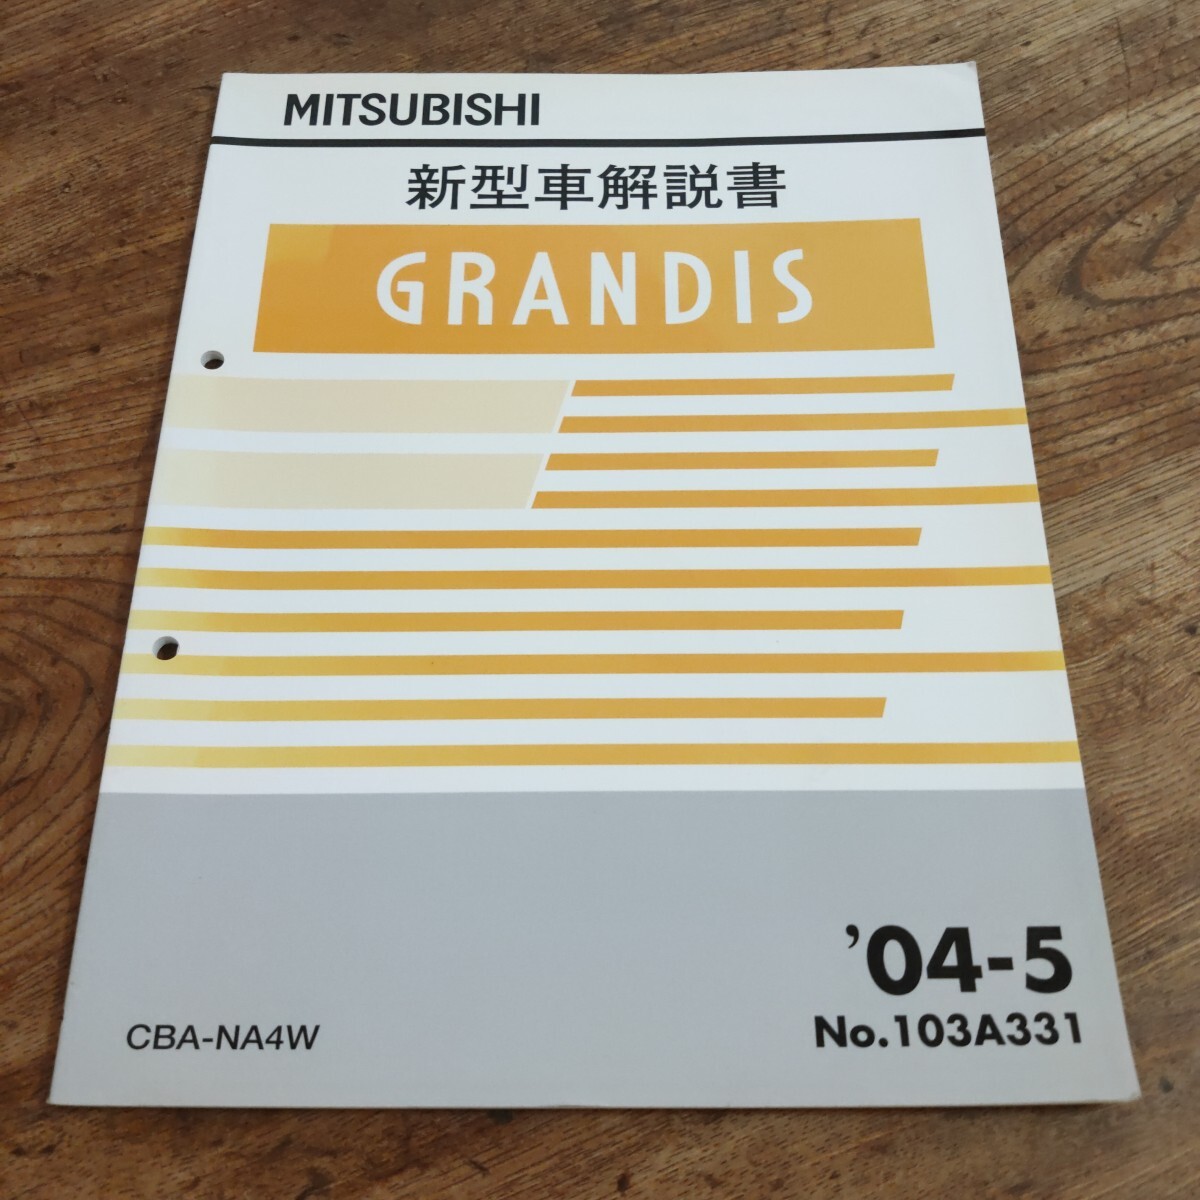 MITSUBISHI
新型車解説書
GRANDIS
’04-5
No.103A331
CBA-NA4W